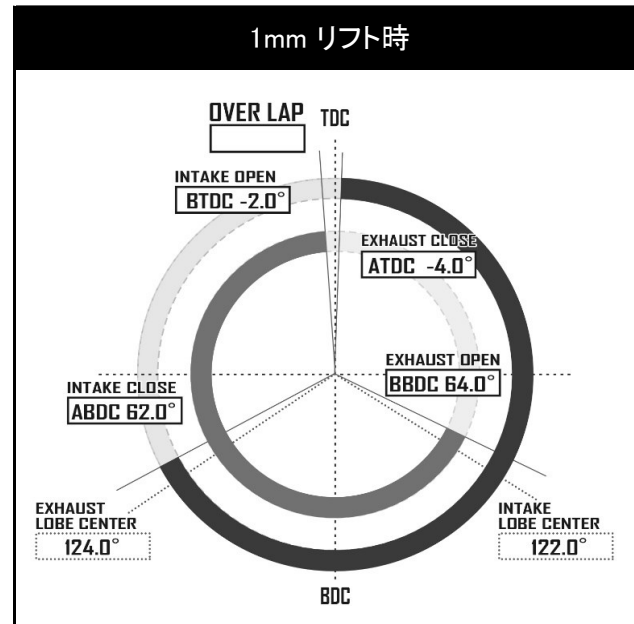 1mm リフト時
OVER LAP
TDC
INTAKE OPEN
BTDC -2.0°
EXHAUST CLOSE
ATDC -4.0°
EXHAUST OPEN
BBDC 64.0°
INTAKE CLOSE
ABDC 62.0°
EXHAUST
LOBE CENTER
124.0°
INTAKE
LOBE CENTER
122.0°
BDC